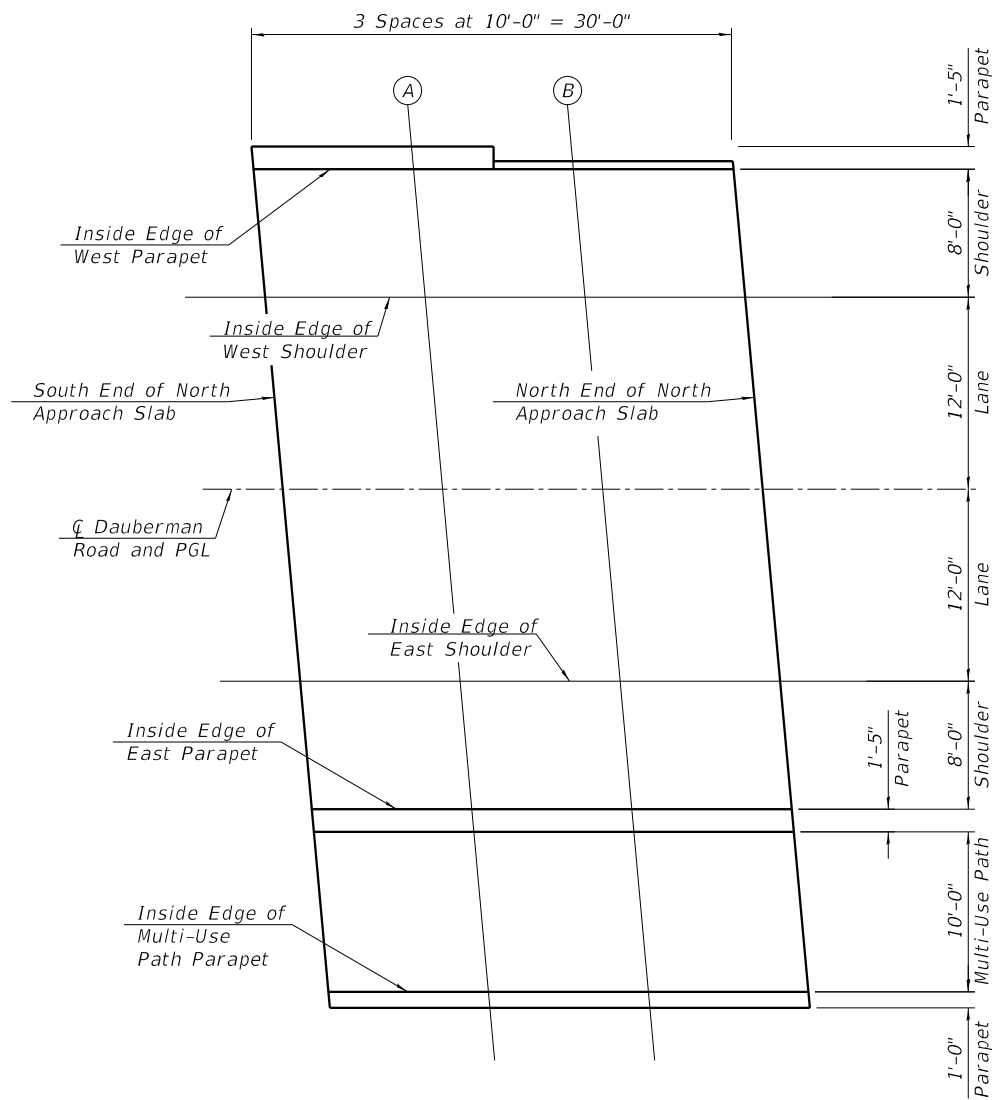 3 Spaces at 10'-0" = 30'-0"
A
B
1'-5"
Parapet
Inside Edge of
West Parapet
8'-0"
Shoulder
Inside Edge of
West Shoulder
South End of North
Approach Slab
North End of North
Approach Slab
12'-0"
Lane
℄ Dauberman
Road and PGL
12'-0"
Lane
Inside Edge of
East Shoulder
Inside Edge of
East Parapet
1'-5"
Parapet
8'-0"
Shoulder
Inside Edge of
Multi-Use
Path Parapet
10'-0"
Multi-Use Path
1'-0"
Parapet